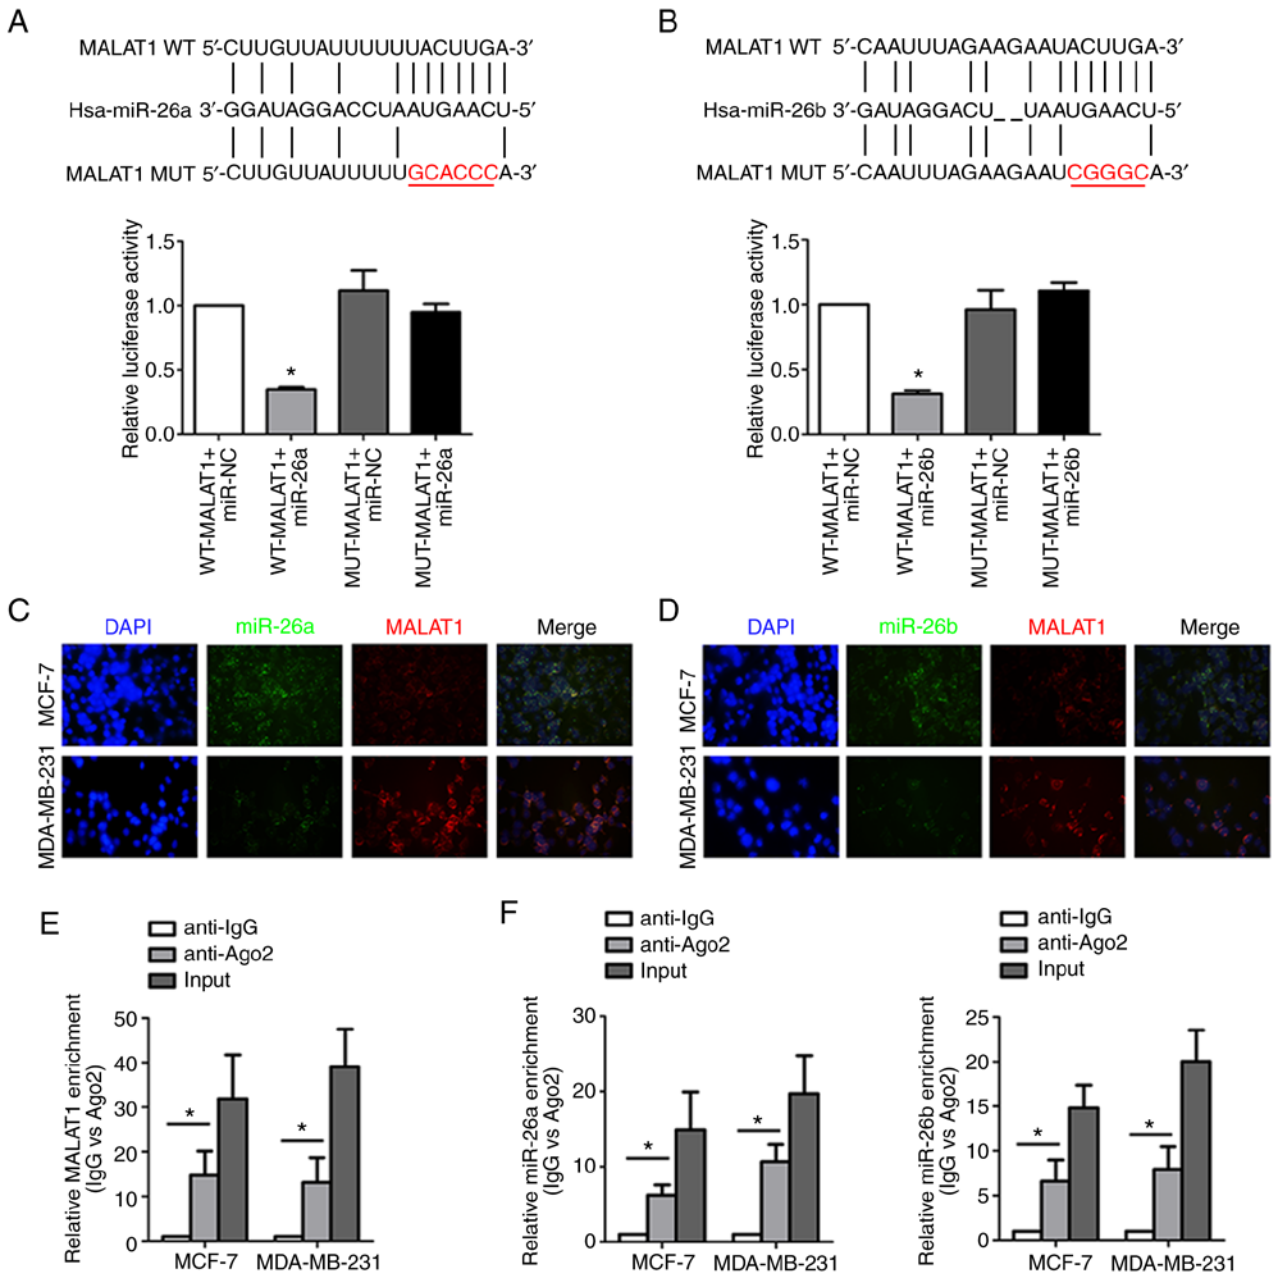 A
MALAT1 WT 5′-CUUGUUAUUUUUUACUUGA-3′
Hsa-miR-26a 3′-GGAUAGGACCUAAUGAACU-5′
MALAT1 MUT 5′-CUUGUUAUUUUUGCACCCA-3′
Relative luciferase activity
1.5
1.0
0.5
0.0
*
WT-MALAT1+
miR-NC
WT-MALAT1+
miR-26a
MUT-MALAT1+
miR-NC
MUT-MALAT1+
miR-26a
B
MALAT1 WT 5′-CAAUUUAGAAGAAUACUUGA-3′
Hsa-miR-26b 3′-GAUAGGACU_ _UAAUGAACU-5′
MALAT1 MUT 5′-CAAUUUAGAAGAAUCGGGCA-3′
Relative luciferase activity
1.5
1.0
0.5
0.0
*
WT-MALAT1+
miR-NC
WT-MALAT1+
miR-26b
MUT-MALAT1+
miR-NC
MUT-MALAT1+
miR-26b
C
DAPI miR-26a MALAT1 Merge
MCF-7
MDA-MB-231
D
DAPI miR-26b MALAT1 Merge
MCF-7
MDA-MB-231
E
anti-IgG
anti-Ago2
Input
Relative MALAT1 enrichment
(IgG vs Ago2)
50
40
30
20
10
0
*
*
MCF-7 MDA-MB-231
F
anti-IgG
anti-Ago2
Input
Relative miR-26a enrichment
(IgG vs Ago2)
30
20
10
0
*
*
MCF-7 MDA-MB-231
anti-IgG
anti-Ago2
Input
Relative miR-26b enrichment
(IgG vs Ago2)
25
20
15
10
5
0
*
*
MCF-7 MDA-MB-231